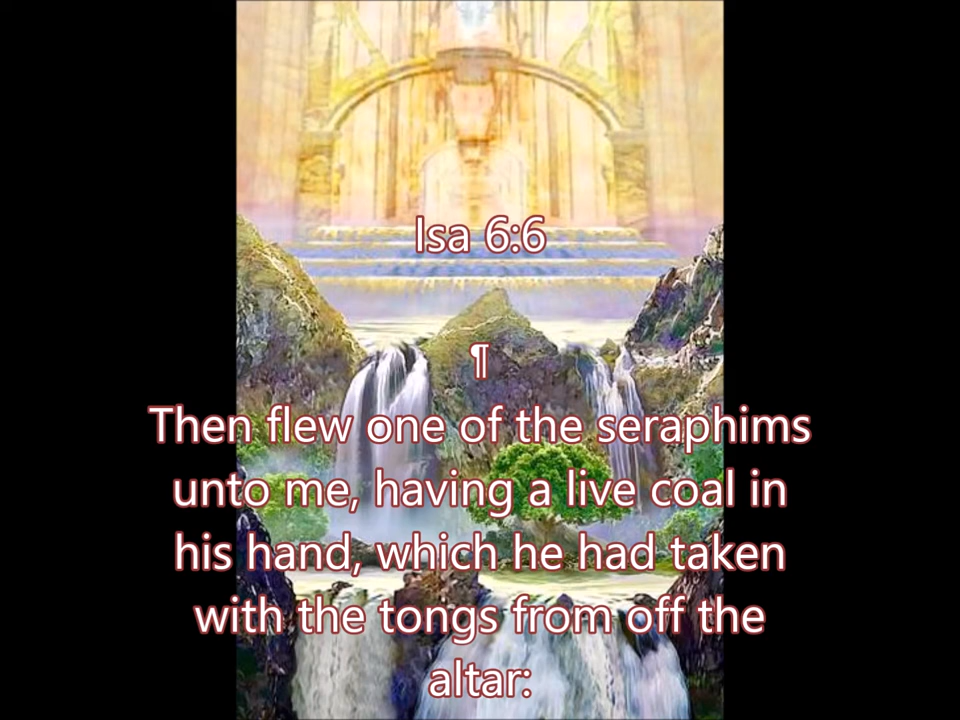 Isa 6:6
¶
Then flew one of the seraphims
unto me, having a live coal in
his hand, which he had taken
with the tongs from off the
altar: